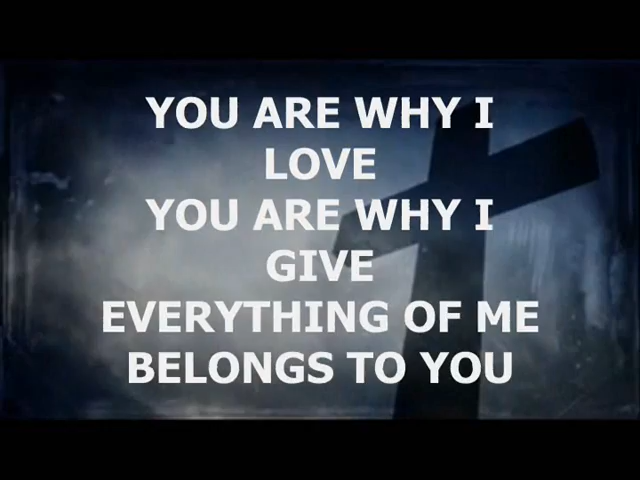 YOU ARE WHY I
LOVE
YOU ARE WHY I
GIVE
EVERYTHING OF ME
BELONGS TO YOU